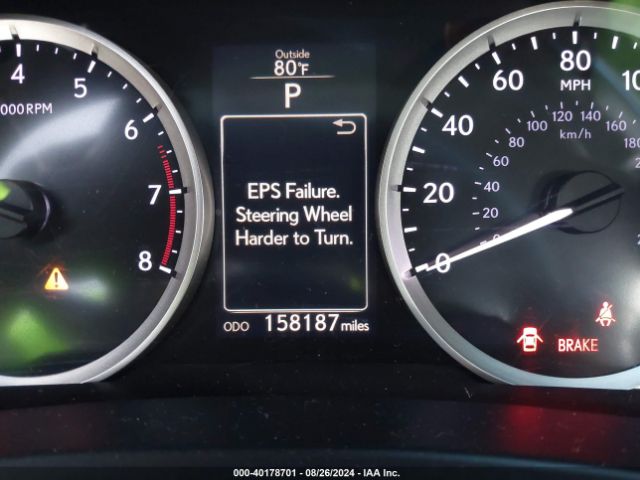 Outside
80°F
P
EPS Failure.
Steering Wheel
Harder to Turn.
ODO 158187 miles
4
5
6
7
8
000RPM
0
20
40
60
80
MPH
0
20
40
60
80
100
120
140
160
180
km/h
BRAKE
000-40178701 - 08/26/2024 - IAA Inc.